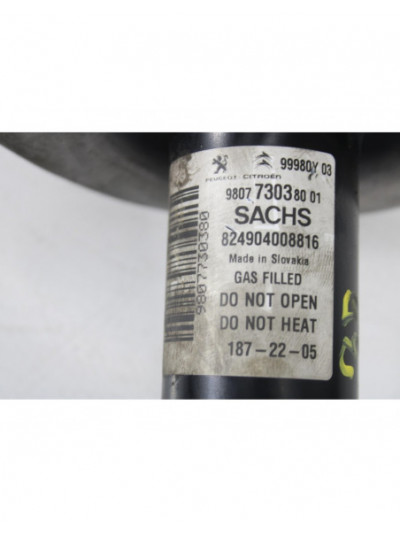 99980Y 03
PEUGEOT CITROËN
9807 7303 80 01
SACHS
824904008816
Made in Slovakia
GAS FILLED
DO NOT OPEN
DO NOT HEAT
187-22-05
9807730380